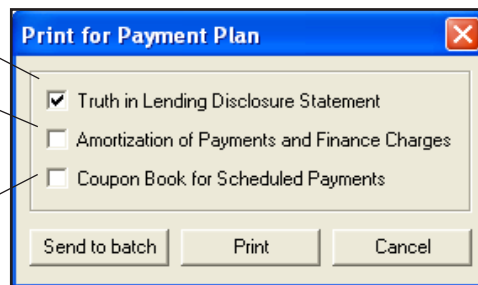 Print for Payment Plan
Truth in Lending Disclosure Statement
Amortization of Payments and Finance Charges
Coupon Book for Scheduled Payments
Send to batch Print Cancel